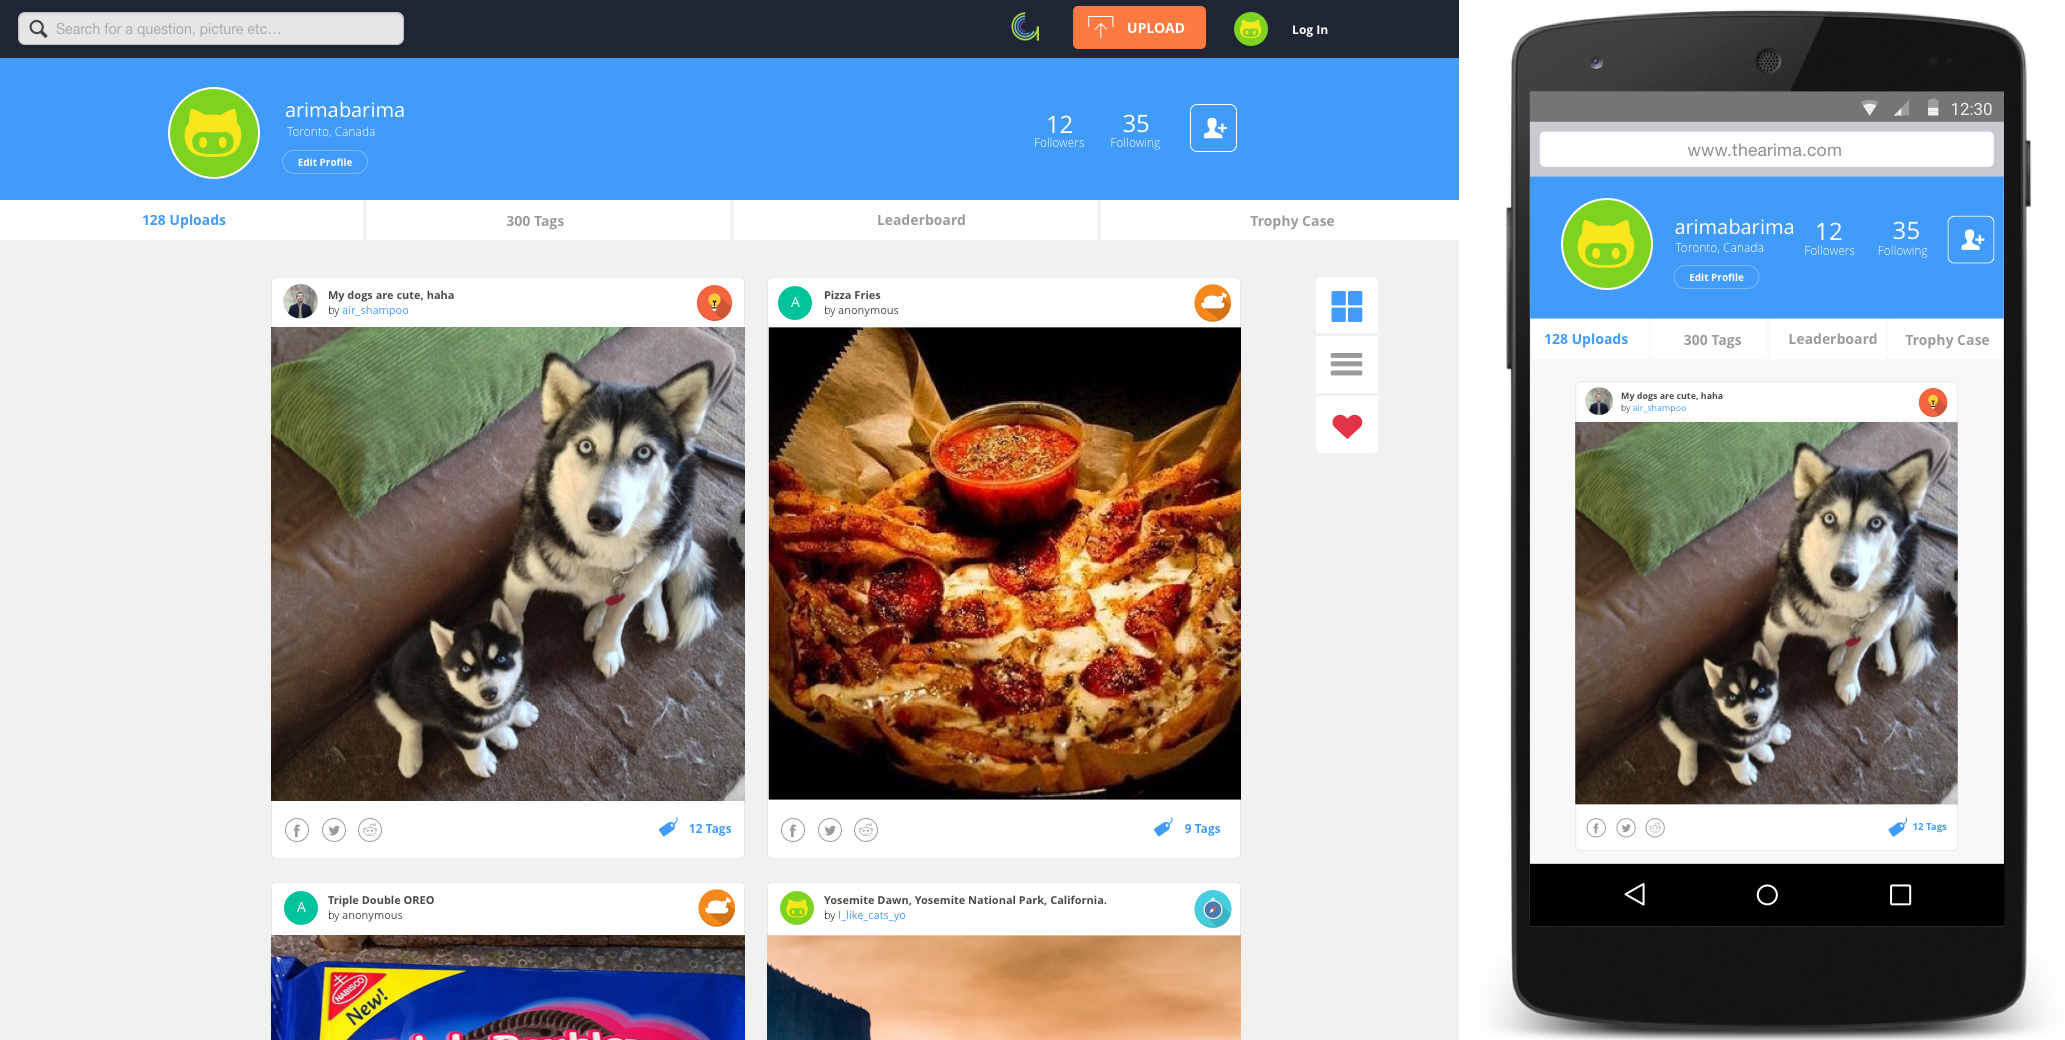 Search for a question, picture etc...
UPLOAD
Log In
arimabarima
Toronto, Canada
Edit Profile
12
Followers
35
Following
128 Uploads
300 Tags
Leaderboard
Trophy Case
My dogs are cute, haha
by air_shampoo
A
Pizza Fries
by anonymous
12 Tags
9 Tags
A
Triple Double OREO
by anonymous
Yosemite Dawn, Yosemite National Park, California.
by I_like_cats_yo
NABISCO
New!
Triple Double
12:30
www.thearima.com
arimabarima
Toronto, Canada
Edit Profile
12
Followers
35
Following
128 Uploads
300 Tags
Leaderboard
Trophy Case
My dogs are cute, haha
by air_shampoo
12 Tags